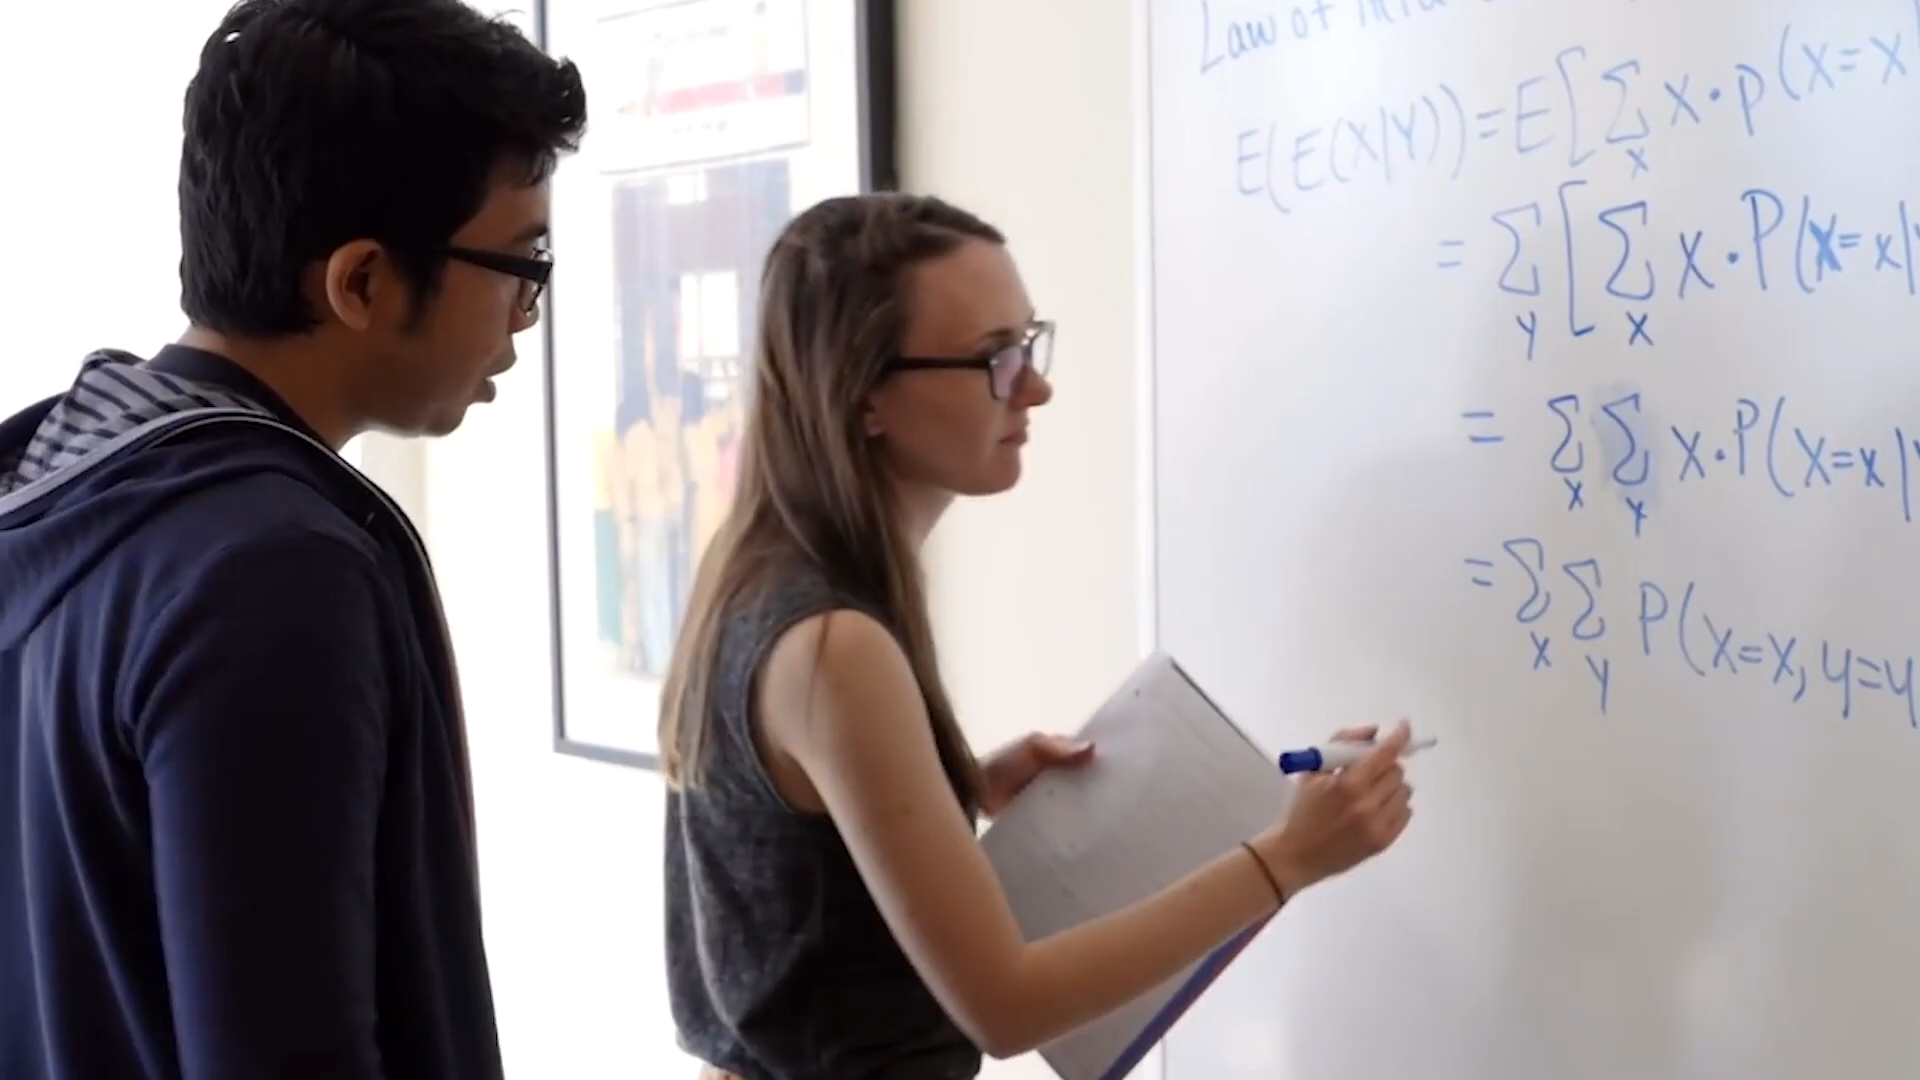 Law of
E(E(X|Y))=E[∑ x·P(X=x
x
= ∑[∑ x·P(X=x|
y x
= ∑ ∑ x·P(X=x|
x y
=∑ ∑ P(X=x,y=y
x y